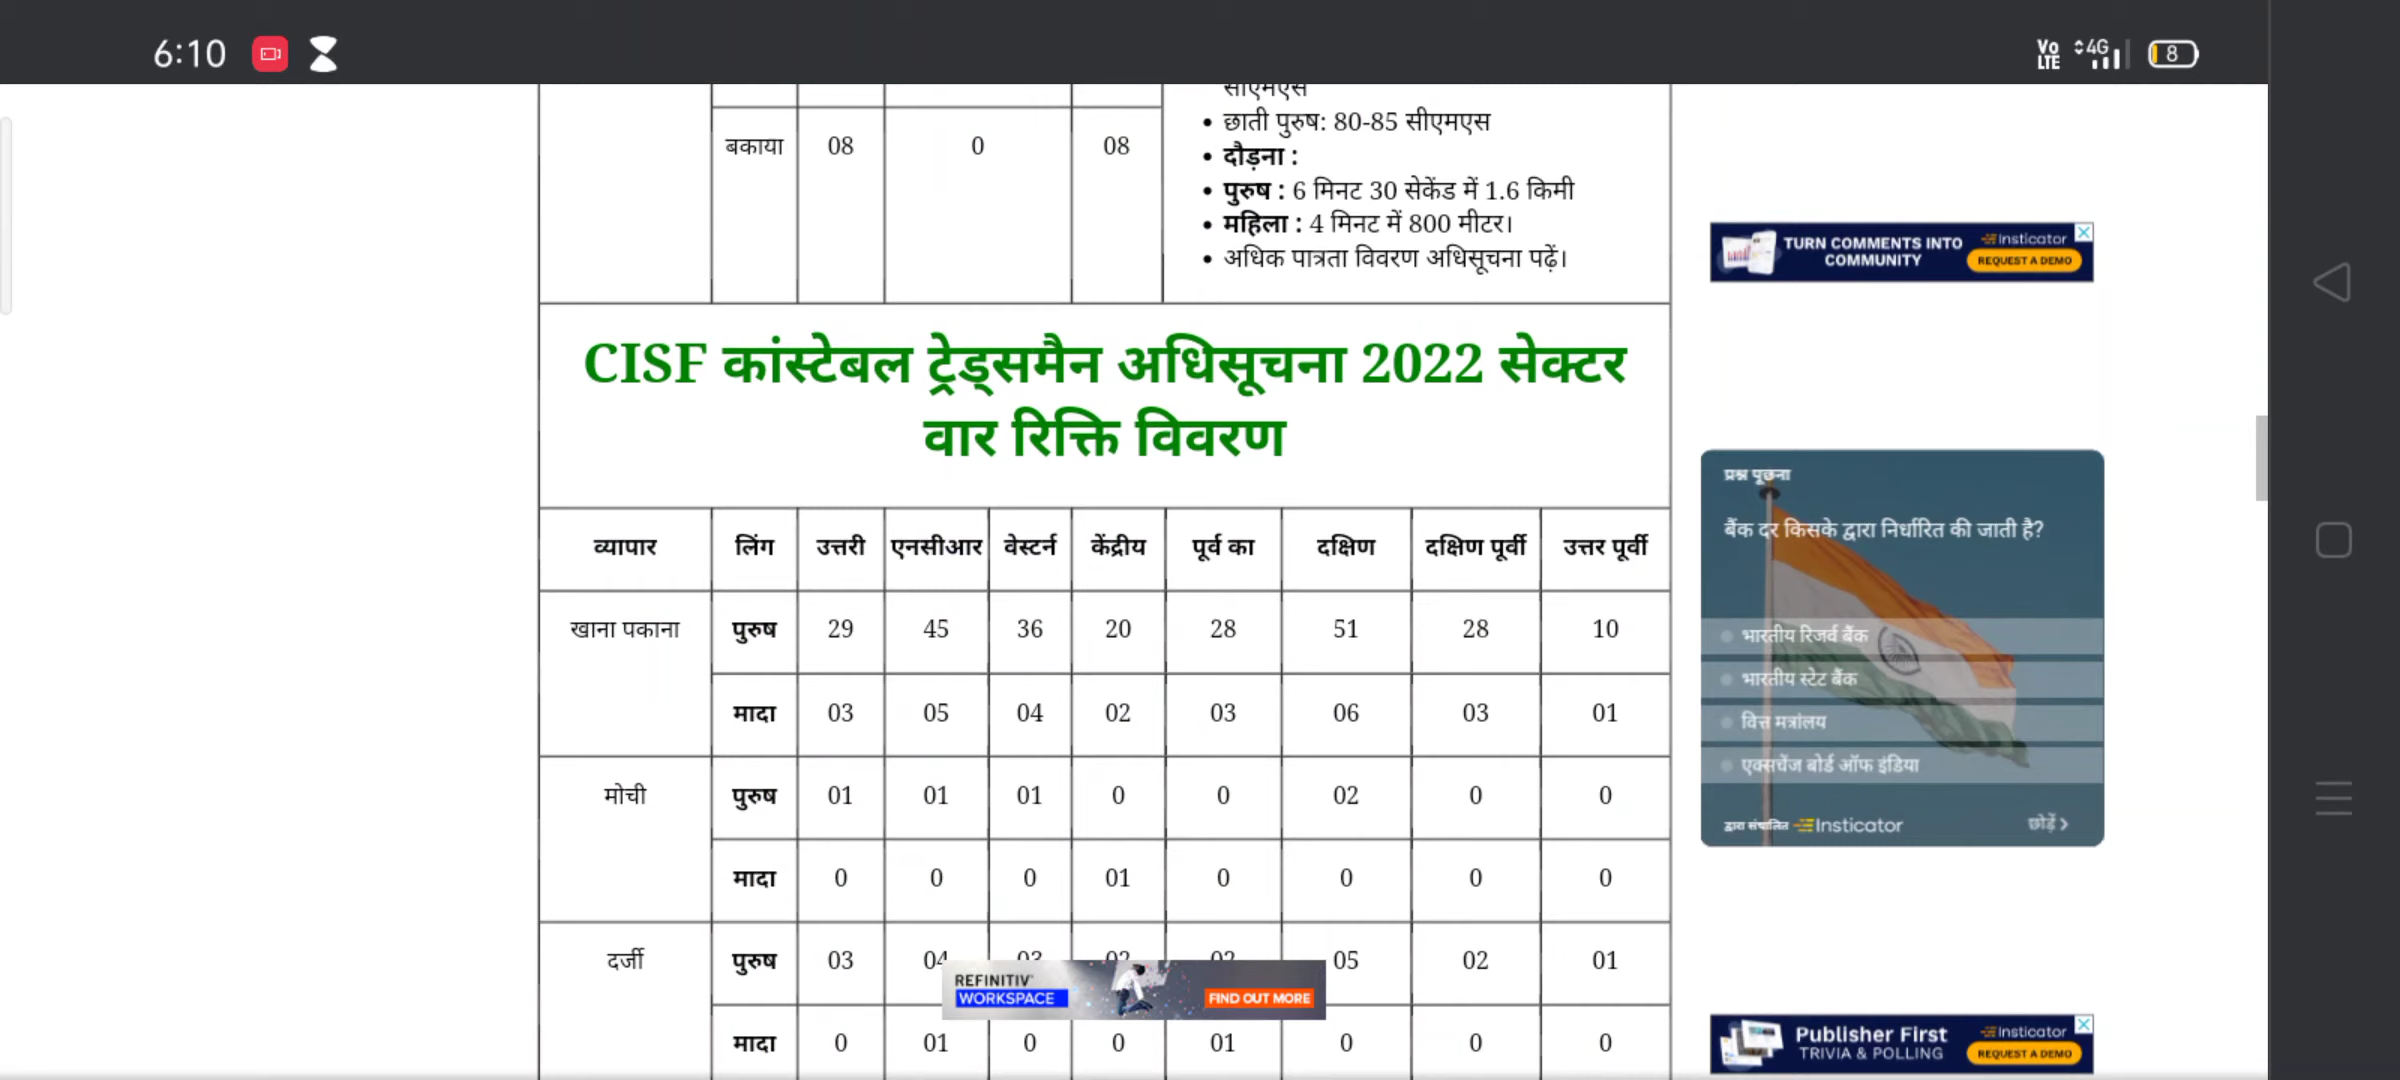 6:10
Vo LTE 4G 8
सीएमएस
बकाया 08 0 08
• छाती पुरुष: 80-85 सीएमएस
• दौड़ना :
• पुरुष : 6 मिनट 30 सेकेंड में 1.6 किमी
• महिला : 4 मिनट में 800 मीटर।
• अधिक पात्रता विवरण अधिसूचना पढ़ें।
CISF कांस्टेबल ट्रेड्समैन अधिसूचना 2022 सेक्टर
वार रिक्ति विवरण
व्यापार लिंग उत्तरी एनसीआर वेस्टर्न केंद्रीय पूर्व का दक्षिण दक्षिण पूर्वी उत्तर पूर्वी
खाना पकाना पुरुष 29 45 36 20 28 51 28 10
मादा 03 05 04 02 03 06 03 01
मोची पुरुष 01 01 01 0 0 02 0 0
मादा 0 0 0 01 0 0 0 0
दर्जी पुरुष 03 04 05 02 01
मादा 0 01 0 0 01 0 0 0
REFINITIV
WORKSPACE
FIND OUT MORE
TURN COMMENTS INTO
COMMUNITY
Insticator
REQUEST A DEMO
प्रश्न पूछना
बैंक दर किसके द्वारा निर्धारित की जाती है?
भारतीय रिजर्व बैंक
भारतीय स्टेट बैंक
वित्त मत्रांलय
एक्सचेंज बोर्ड ऑफ इंडिया
द्वारा संचालित Insticator छोड़ें >
Publisher First
TRIVIA & POLLING
Insticator
REQUEST A DEMO